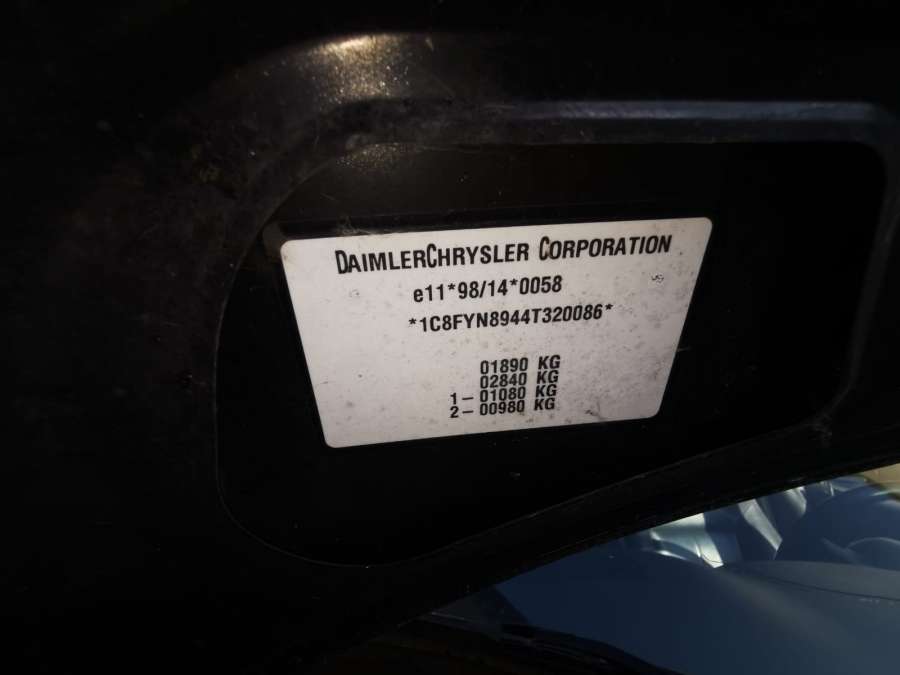 DAIMLERCHRYSLER CORPORATION
e11*98/14*0058
*1C8FYN8944T320086*
01890 KG
02840 KG
1-01080 KG
2-00980 KG